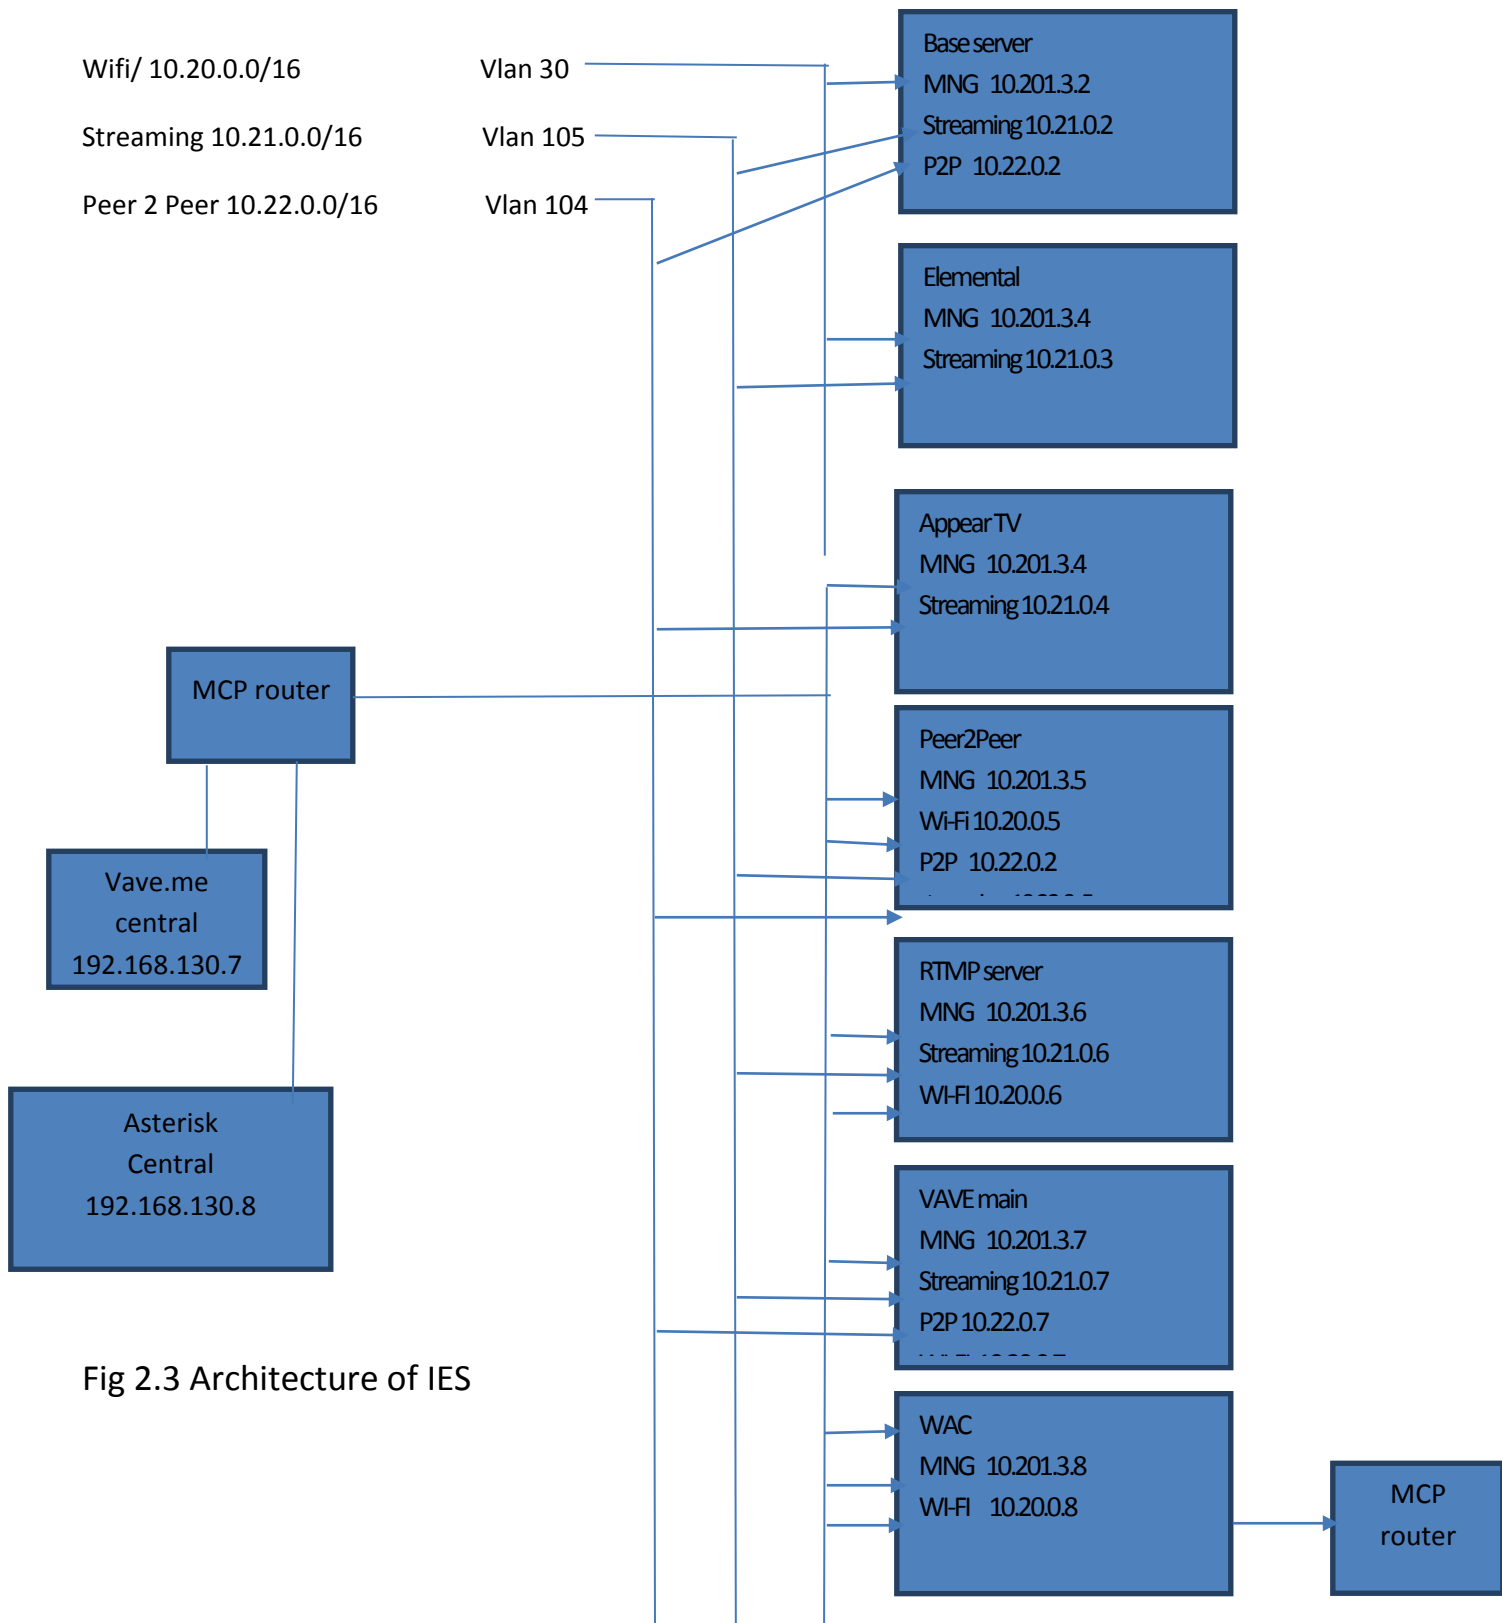 Wifi/ 10.20.0.0/16 Vlan 30
Streaming 10.21.0.0/16 Vlan 105
Peer 2 Peer 10.22.0.0/16 Vlan 104
Base server
MNG 10.201.3.2
Streaming 10.21.0.2
P2P 10.22.0.2
Elemental
MNG 10.201.3.4
Streaming 10.21.0.3
Appear TV
MNG 10.201.3.4
Streaming 10.21.0.4
MCP router
Peer2Peer
MNG 10.201.3.5
Wi-Fi 10.20.0.5
P2P 10.22.0.2
Vave.me
central
192.168.130.7
RTMP server
MNG 10.201.3.6
Streaming 10.21.0.6
WI-FI 10.20.0.6
Asterisk
Central
192.168.130.8
VAVE main
MNG 10.201.3.7
Streaming 10.21.0.7
P2P 10.22.0.7
Fig 2.3 Architecture of IES
WAC
MNG 10.201.3.8
WI-FI 10.20.0.8
MCP
router